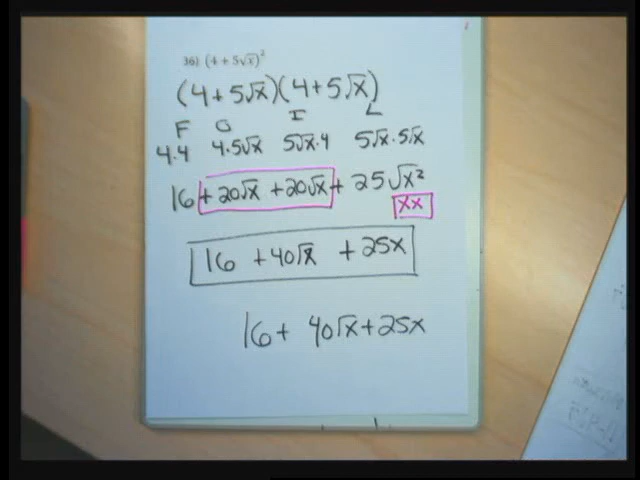 36) (4 + 5√x)²
(4+5√x)(4+5√x)
F O I L
4.4 4.5√x 5√x.4 5√x.5√x
16 +20√x +20√x + 25√x²
xx
16 +40√x +25x
16+ 40√x+25x